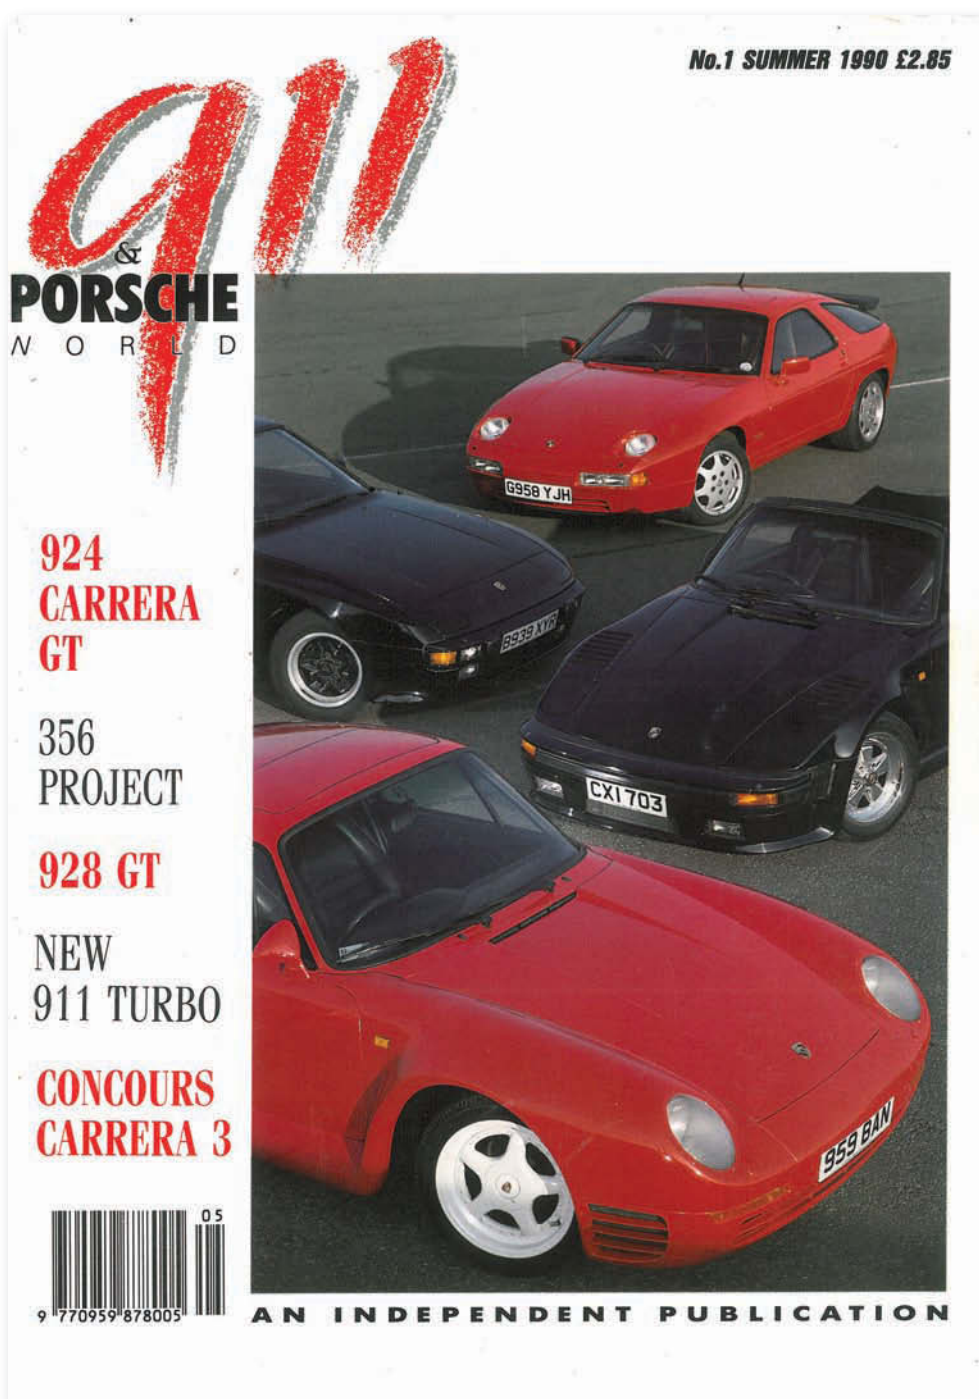 No.1 SUMMER 1990 £2.85
911
&
PORSCHE
WORLD
924
CARRERA
GT
356
PROJECT
928 GT
NEW
911 TURBO
CONCOURS
CARRERA 3
G958 YJH
B939 XYR
CXI 703
959 BAN
05
9 770959 878005
AN INDEPENDENT PUBLICATION